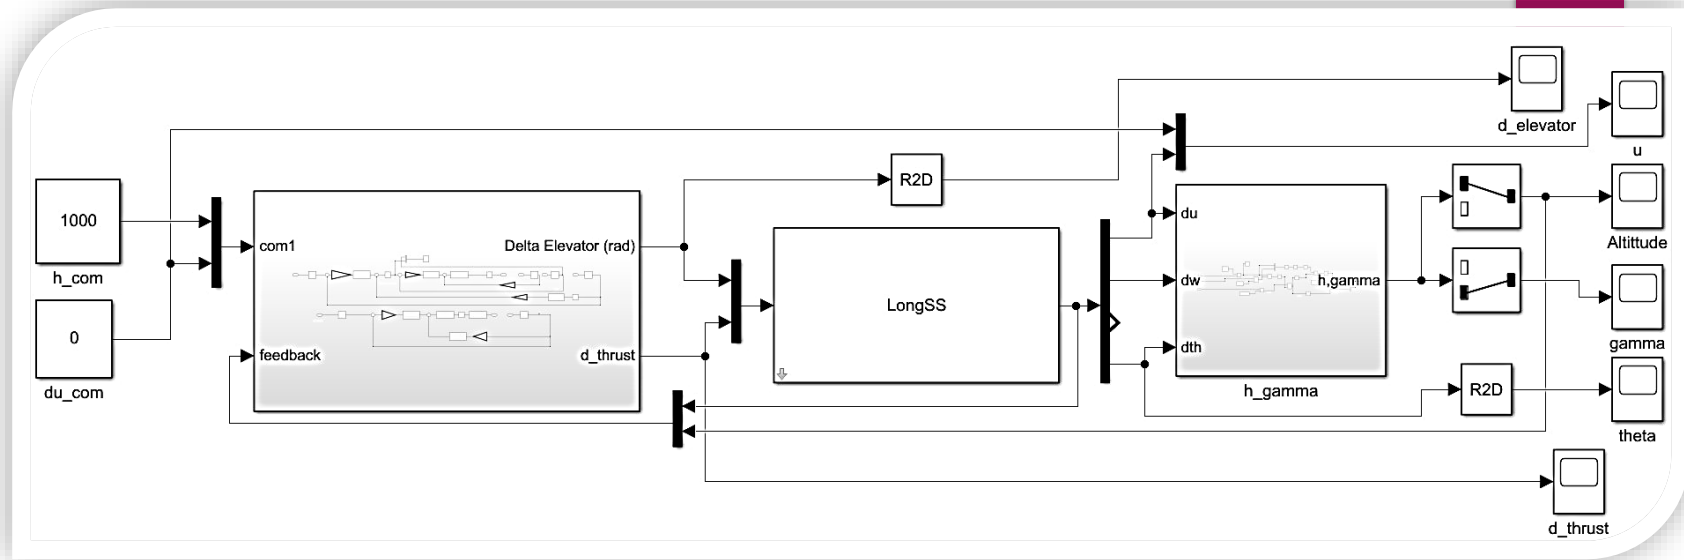 d_elevator
u
1000
h_com
R2D
com1
Delta Elevator (rad)
du
Altittude
LongSS
dw
h,gamma
0
du_com
feedback
d_thrust
dth
h_gamma
gamma
R2D
theta
d_thrust